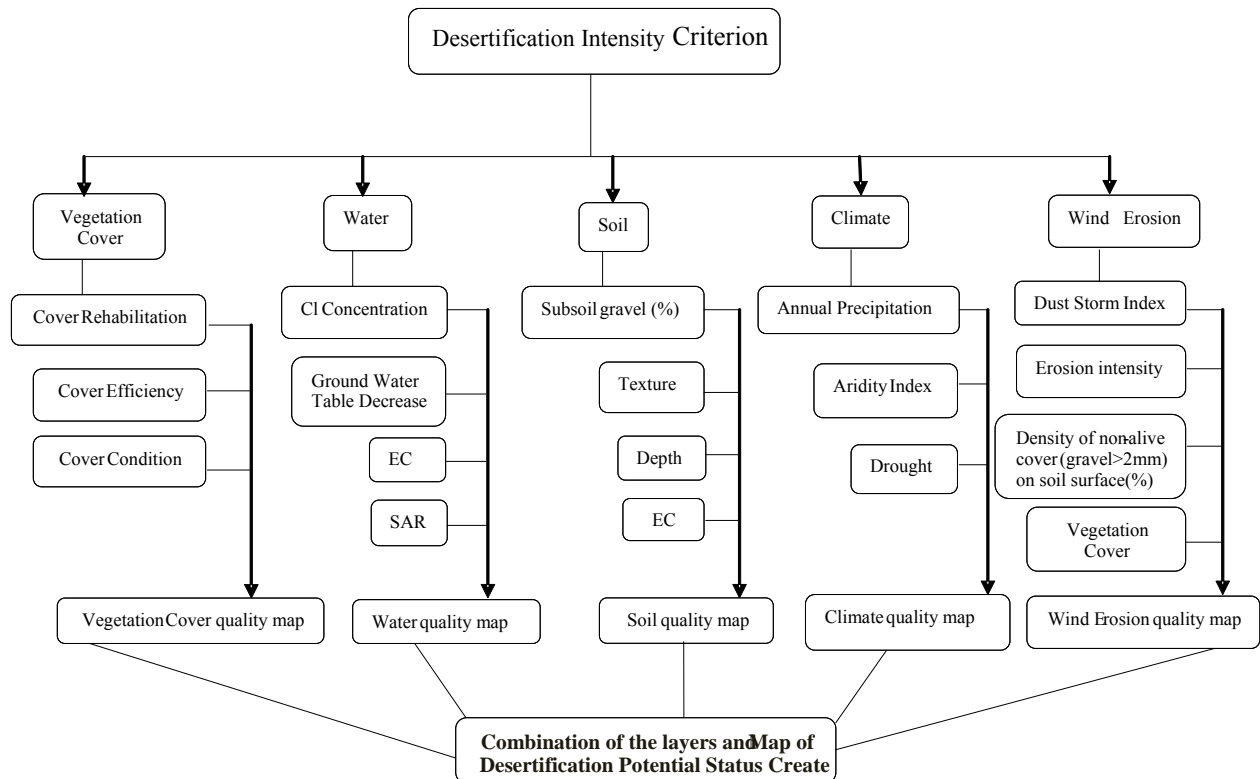 Desertification Intensity Criterion
Vegetation
Cover
Water
Soil
Climate
Wind Erosion
Cover Rehabilitation
Cl Concentration
Subsoil gravel (%)
Annual Precipitation
Dust Storm Index
Cover Efficiency
Ground Water
Table Decrease
Texture
Aridity Index
Erosion intensity
Cover Condition
EC
Depth
Drought
Density of non-alive
cover (gravel>2mm)
on soil surface(%)
SAR
EC
Vegetation
Cover
Vegetation Cover quality map
Water quality map
Soil quality map
Climate quality map
Wind Erosion quality map
Combination of the layers and Map of
Desertification Potential Status Create